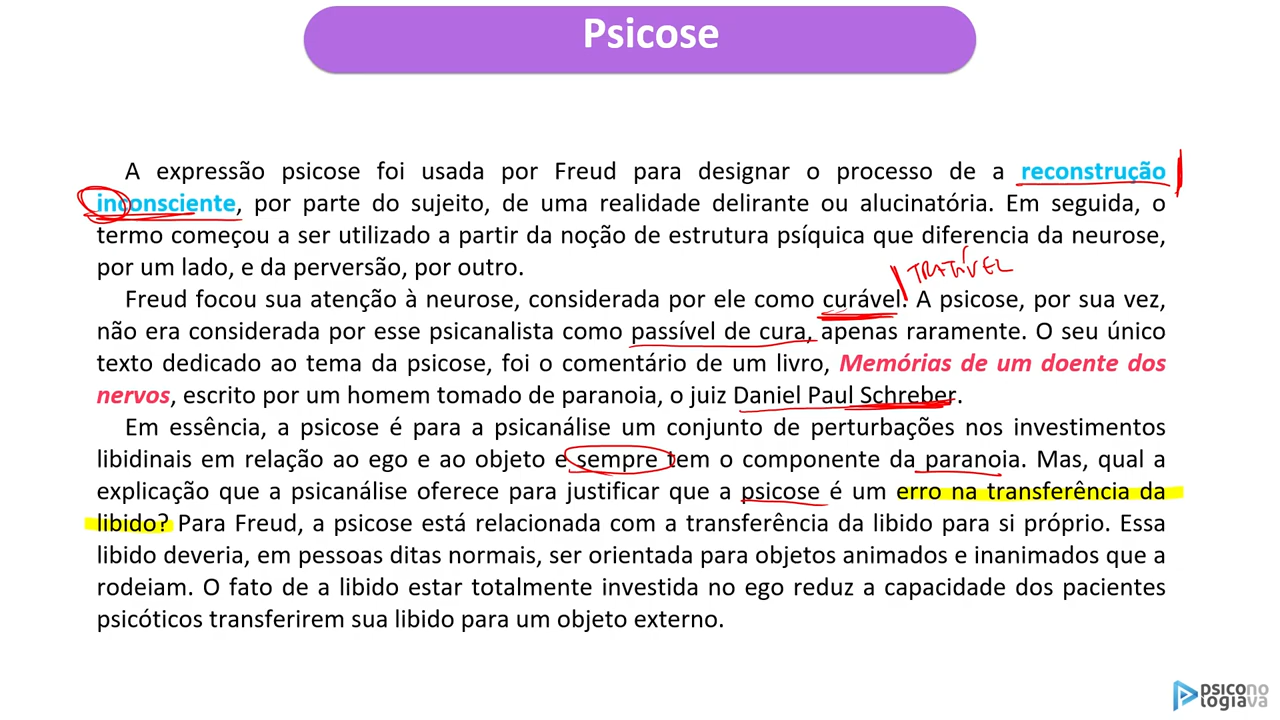 Psicose
A expressão psicose foi usada por Freud para designar o processo de a reconstrução
inconsciente, por parte do sujeito, de uma realidade delirante ou alucinatória. Em seguida, o
termo começou a ser utilizado a partir da noção de estrutura psíquica que diferencia da neurose,
por um lado, e da perversão, por outro.
TRATÁVEL
Freud focou sua atenção à neurose, considerada por ele como curável. A psicose, por sua vez,
não era considerada por esse psicanalista como passível de cura, apenas raramente. O seu único
texto dedicado ao tema da psicose, foi o comentário de um livro, Memórias de um doente dos
nervos, escrito por um homem tomado de paranoia, o juiz Daniel Paul Schreber.
Em essência, a psicose é para a psicanálise um conjunto de perturbações nos investimentos
libidinais em relação ao ego e ao objeto e sempre tem o componente da paranoia. Mas, qual a
explicação que a psicanálise oferece para justificar que a psicose é um erro na transferência da
libido? Para Freud, a psicose está relacionada com a transferência da libido para si próprio. Essa
libido deveria, em pessoas ditas normais, ser orientada para objetos animados e inanimados que a
rodeiam. O fato de a libido estar totalmente investida no ego reduz a capacidade dos pacientes
psicóticos transferirem sua libido para um objeto externo.
psicono
logiava